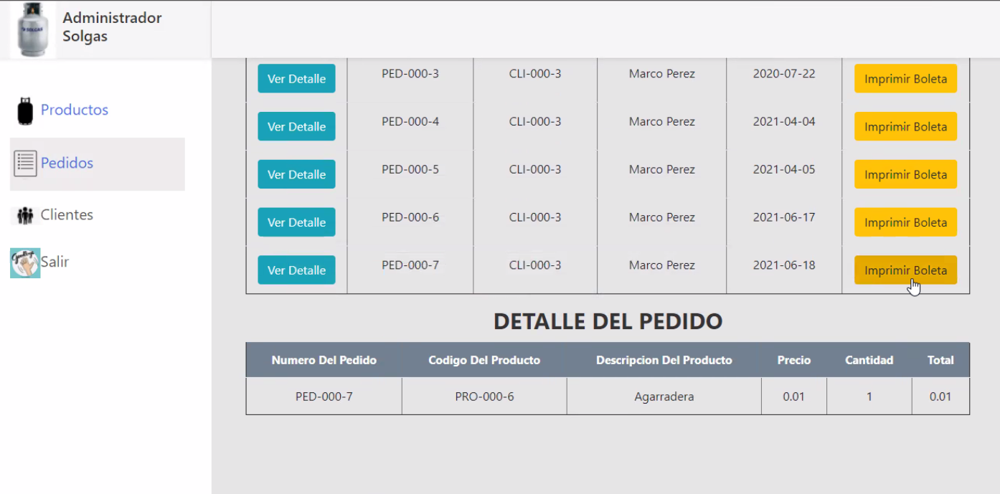 Administrador
Solgas
SOLGAS
Productos
Pedidos
Clientes
Goodbye
Salir
Ver Detalle PED-000-3 CLI-000-3 Marco Perez 2020-07-22 Imprimir Boleta
Ver Detalle PED-000-4 CLI-000-3 Marco Perez 2021-04-04 Imprimir Boleta
Ver Detalle PED-000-5 CLI-000-3 Marco Perez 2021-04-05 Imprimir Boleta
Ver Detalle PED-000-6 CLI-000-3 Marco Perez 2021-06-17 Imprimir Boleta
Ver Detalle PED-000-7 CLI-000-3 Marco Perez 2021-06-18 Imprimir Boleta
DETALLE DEL PEDIDO
Numero Del Pedido Codigo Del Producto Descripcion Del Producto Precio Cantidad Total
PED-000-7 PRO-000-6 Agarradera 0.01 1 0.01